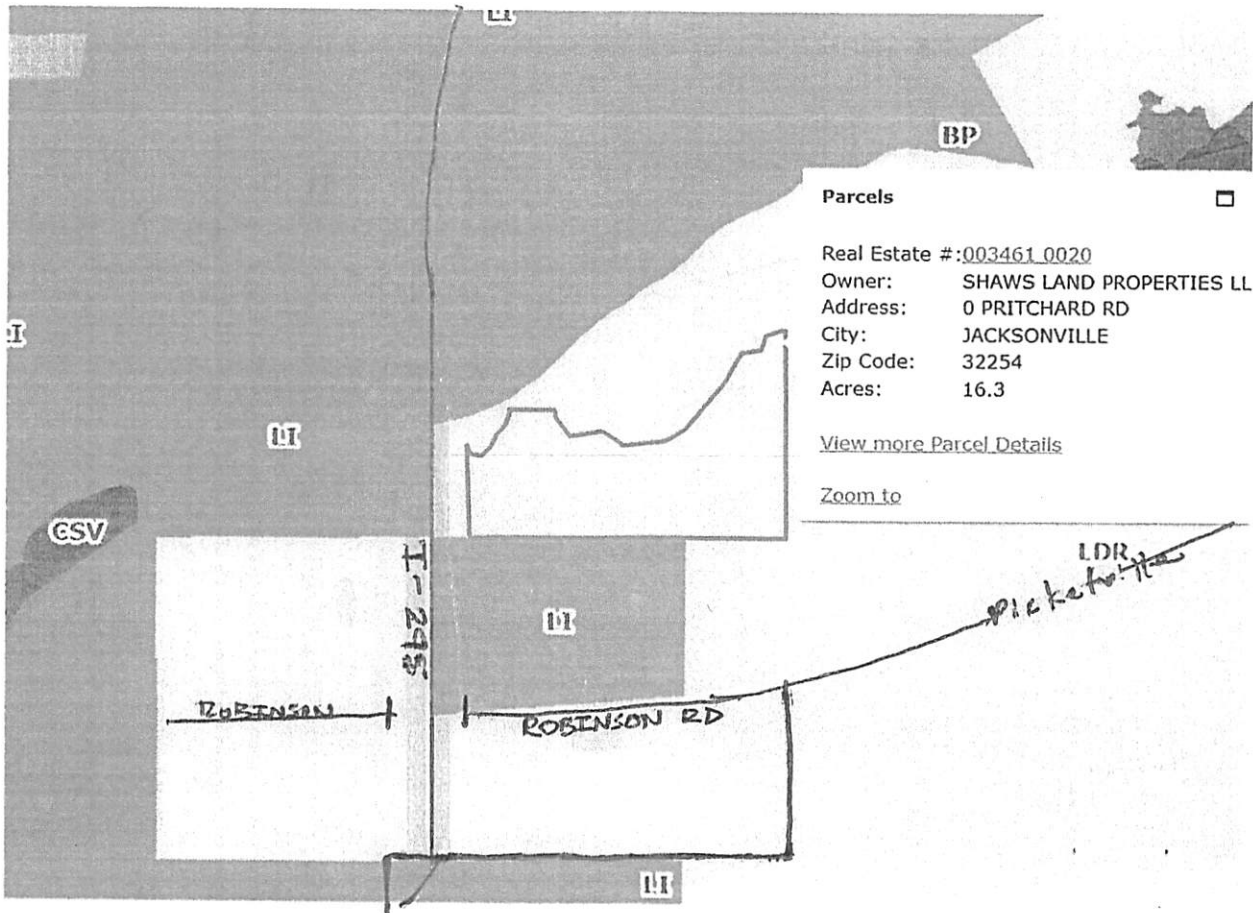 LI
BP
Parcels
Real Estate #: 003461 0020
Owner: SHAWS LAND PROPERTIES LL
Address: 0 PRITCHARD RD
City: JACKSONVILLE
Zip Code: 32254
Acres: 16.3
View more Parcel Details
Zoom to
LI
LI
CSV
I-295
LDR
Picketville
LI
ROBINSON
ROBINSON RD
LI